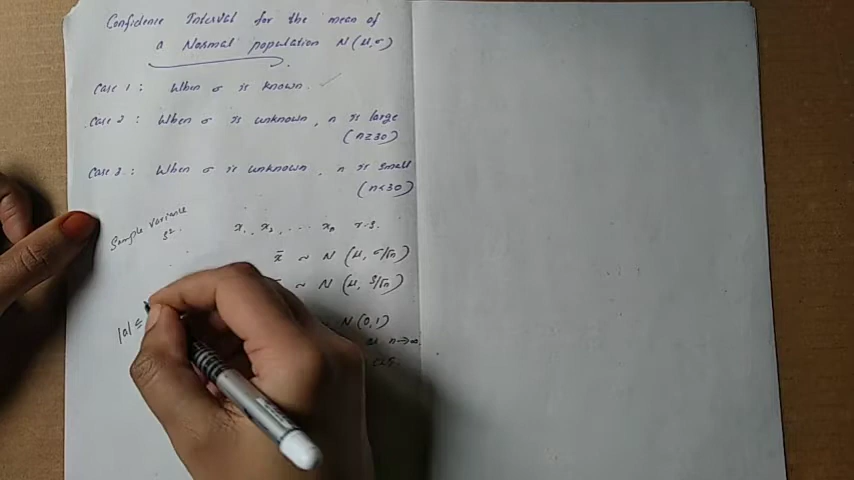 Confidence Interval for the mean of
a Normal population N(μ,σ)
Case 1: When σ is known. ✓
Case 2: When σ is unknown, n is large
(n≥30)
Case 3: When σ is unknown, n is small
(n<30)
Sample variance
s²
x₁, x₂, ... xₙ r.s.
x̄ ~ N(μ, σ/√n)
~ N(μ, s/√n)
|a| ≤
N(0,1)
as n→∞